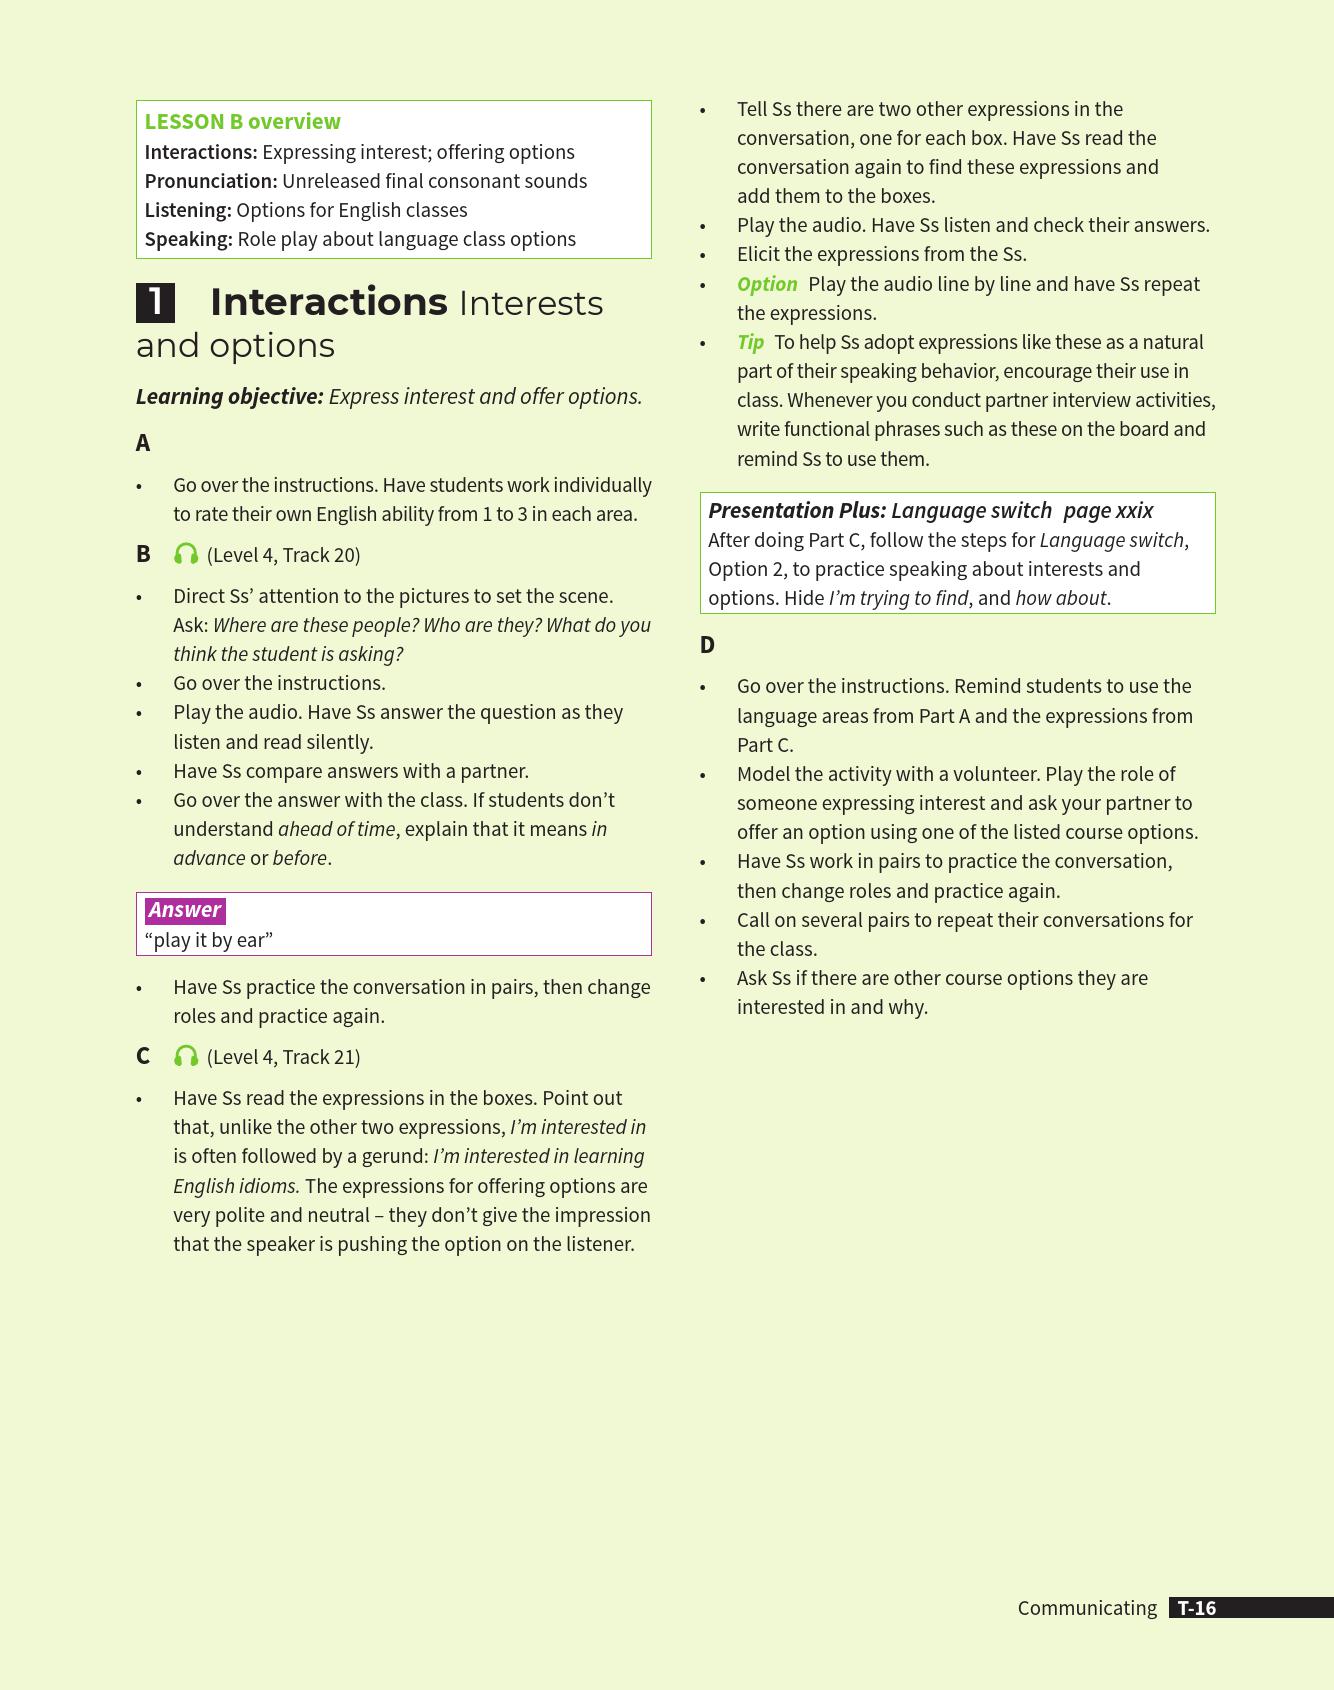 LESSON B overview
Interactions: Expressing interest; offering options
Pronunciation: Unreleased final consonant sounds
Listening: Options for English classes
Speaking: Role play about language class options
1 Interactions Interests
and options
Learning objective: Express interest and offer options.
A
• Go over the instructions. Have students work individually
to rate their own English ability from 1 to 3 in each area.
B (Level 4, Track 20)
• Direct Ss’ attention to the pictures to set the scene.
Ask: Where are these people? Who are they? What do you
think the student is asking?
• Go over the instructions.
• Play the audio. Have Ss answer the question as they
listen and read silently.
• Have Ss compare answers with a partner.
• Go over the answer with the class. If students don’t
understand ahead of time, explain that it means in
advance or before.
Answer
“play it by ear”
• Have Ss practice the conversation in pairs, then change
roles and practice again.
C (Level 4, Track 21)
• Have Ss read the expressions in the boxes. Point out
that, unlike the other two expressions, I’m interested in
is often followed by a gerund: I’m interested in learning
English idioms. The expressions for offering options are
very polite and neutral – they don’t give the impression
that the speaker is pushing the option on the listener.
• Tell Ss there are two other expressions in the
conversation, one for each box. Have Ss read the
conversation again to find these expressions and
add them to the boxes.
• Play the audio. Have Ss listen and check their answers.
• Elicit the expressions from the Ss.
• Option Play the audio line by line and have Ss repeat
the expressions.
• Tip To help Ss adopt expressions like these as a natural
part of their speaking behavior, encourage their use in
class. Whenever you conduct partner interview activities,
write functional phrases such as these on the board and
remind Ss to use them.
Presentation Plus: Language switch page xxix
After doing Part C, follow the steps for Language switch,
Option 2, to practice speaking about interests and
options. Hide I’m trying to find, and how about.
D
• Go over the instructions. Remind students to use the
language areas from Part A and the expressions from
Part C.
• Model the activity with a volunteer. Play the role of
someone expressing interest and ask your partner to
offer an option using one of the listed course options.
• Have Ss work in pairs to practice the conversation,
then change roles and practice again.
• Call on several pairs to repeat their conversations for
the class.
• Ask Ss if there are other course options they are
interested in and why.
Communicating T-16